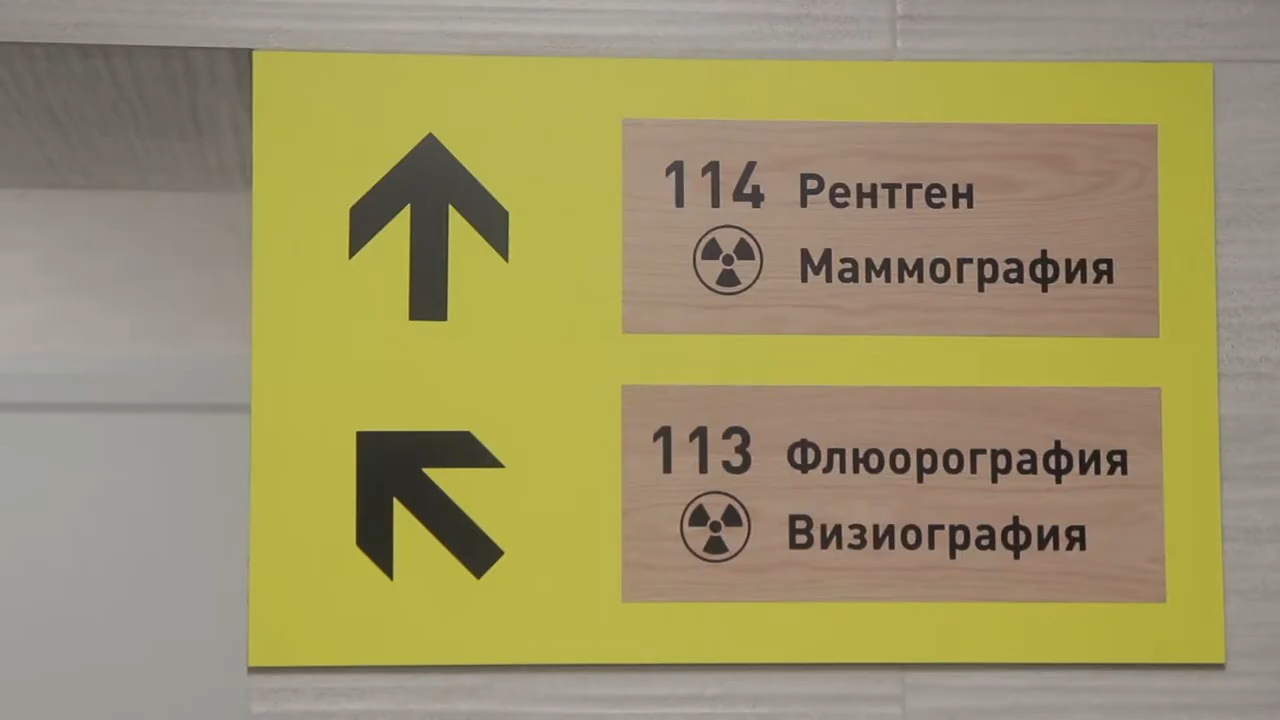 114 Рентген
Маммография
113 Флюорография
Визиография